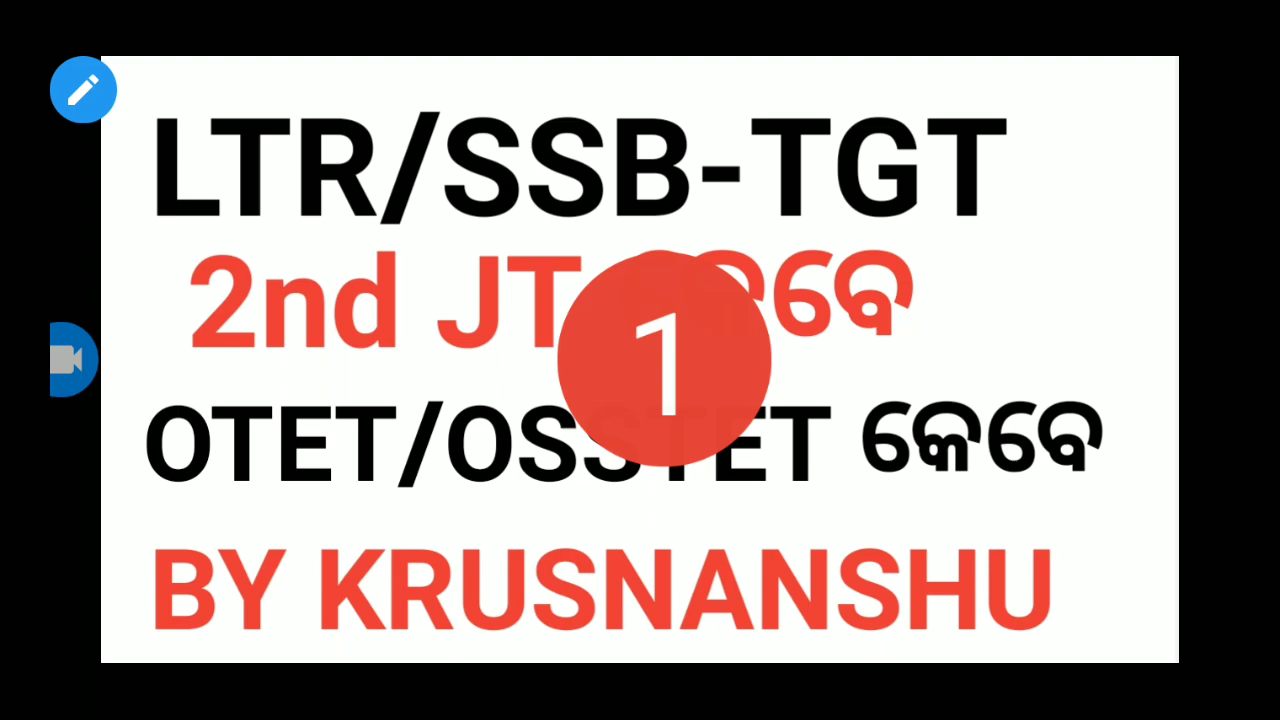 LTR/SSB-TGT
2nd JT କେବେ
1
OTET/OSSTET କେବେ
BY KRUSNANSHU